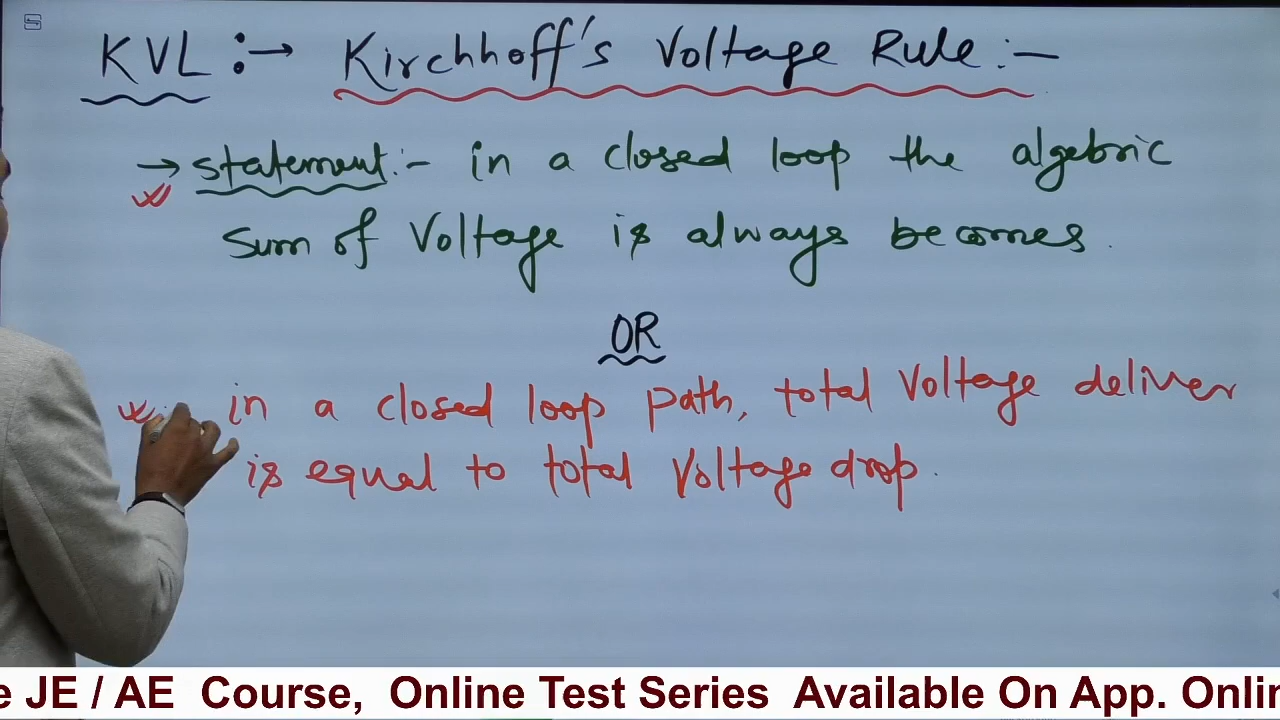 KVL :→ Kirchhoff's Voltage Rule :-
→ statement :- in a closed loop the algebric
Sum of Voltage is always becomes.
OR
in a closed loop path, total Voltage deliver
is equal to total Voltage drop.
e JE / AE Course, Online Test Series Available On App. Onlin